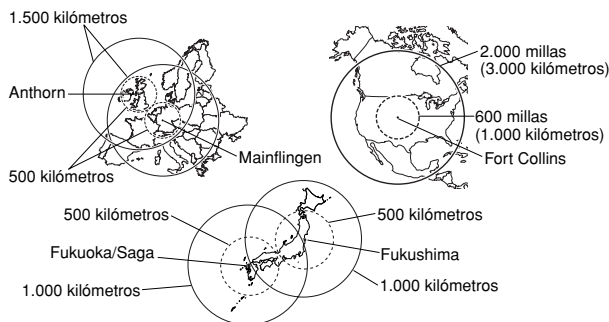 1.500 kilómetros
Anthorn
500 kilómetros
Mainflingen
2.000 millas
(3.000 kilómetros)
600 millas
(1.000 kilómetros)
Fort Collins
500 kilómetros
Fukuoka/Saga
1.000 kilómetros
500 kilómetros
Fukushima
1.000 kilómetros